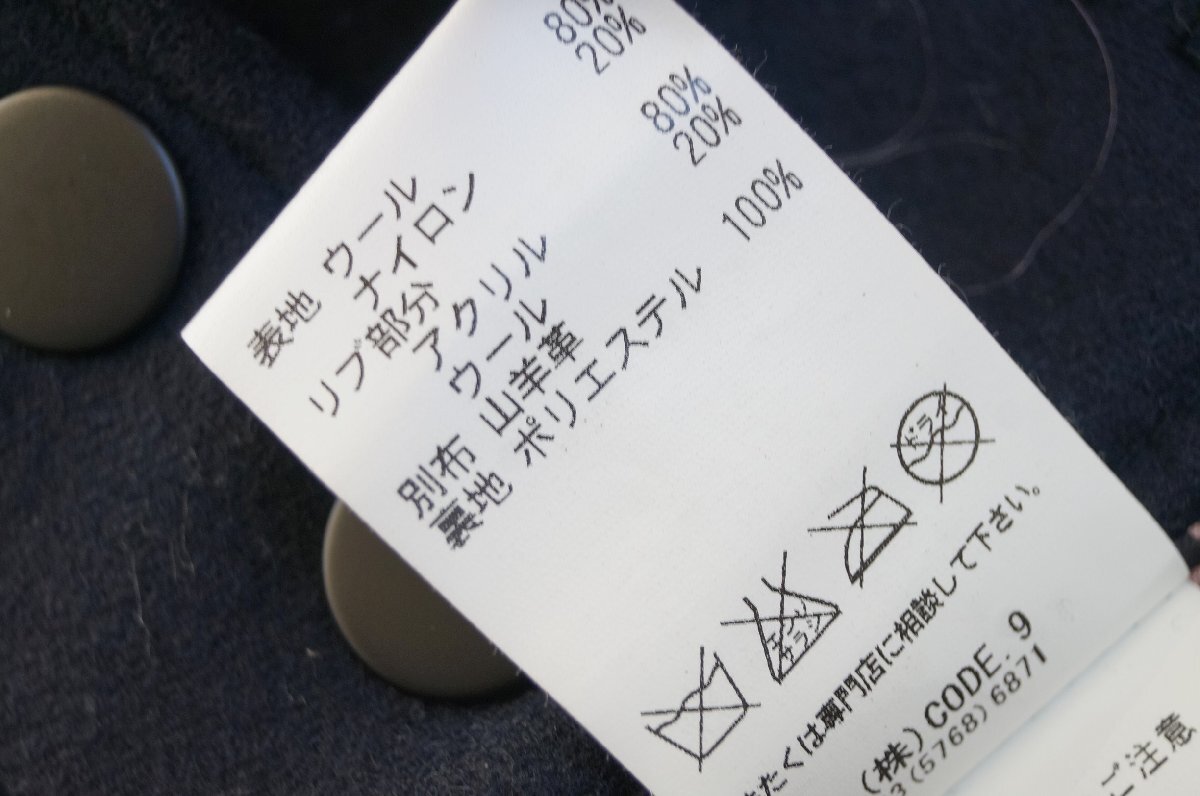 表地 ウール 80%
ナイロン 20%
リブ部分
アクリル 80%
ウール 20%
別布 山羊革
裏地 ポリエステル 100%
ドライ
エンソ
サラシ
たくは専門店に相談して下さい。
(株) CODE. 9
3(5768)6871
ご注意